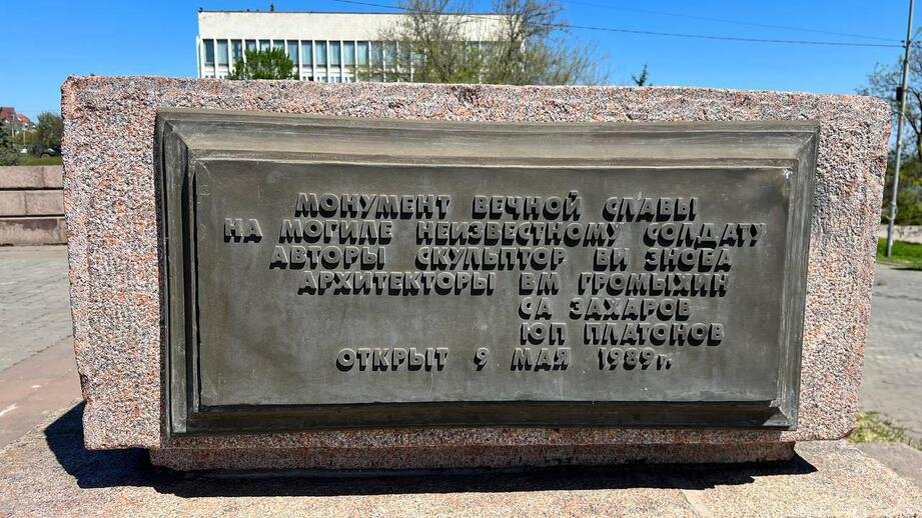 МОНУМЕНТ ВЕЧНОЙ СЛАВЫ
НА МОГИЛЕ НЕИЗВЕСТНОМУ СОЛДАТУ
АВТОРЫ СКУЛЬПТОР ВИ ЗНОБА
АРХИТЕКТОРЫ ВМ ГРОМЫХИН
СА ЗАХАРОВ
ЮП ПЛАТОНОВ
ОТКРЫТ 9 МАЯ 1989г.